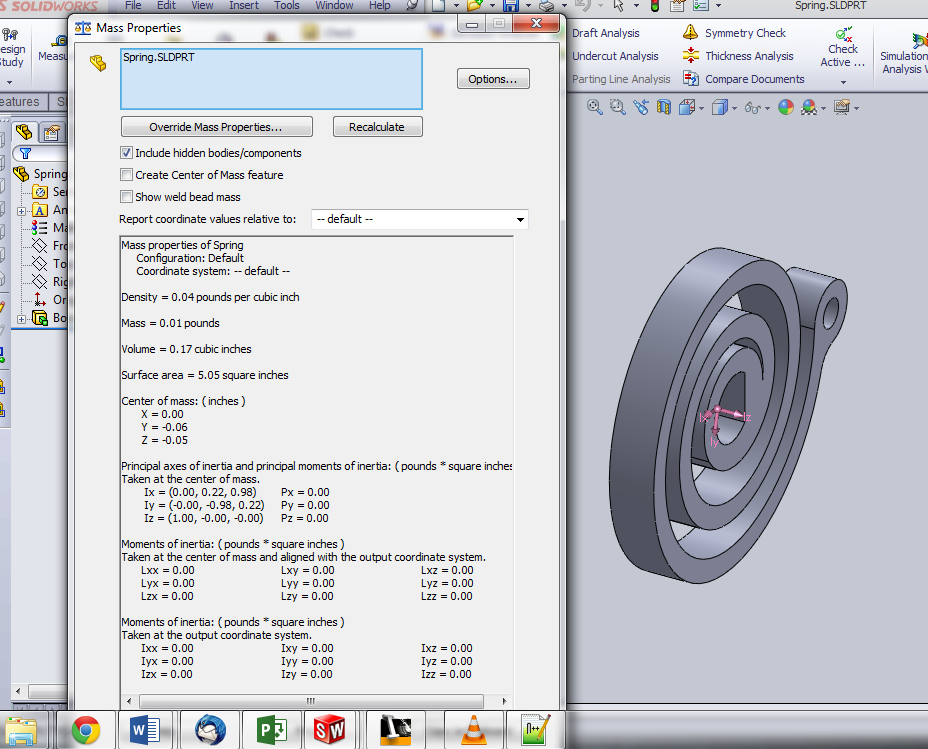 SOLIDWORKS File Edit View Insert Tools Window Help Spring.SLDPRT
Mass Properties
Spring.SLDPRT
Options...
Override Mass Properties... Recalculate
Include hidden bodies/components
Create Center of Mass feature
Show weld bead mass
Report coordinate values relative to: -- default --
Mass properties of Spring
Configuration: Default
Coordinate system: -- default --
Density = 0.04 pounds per cubic inch
Mass = 0.01 pounds
Volume = 0.17 cubic inches
Surface area = 5.05 square inches
Center of mass: ( inches )
X = 0.00
Y = -0.06
Z = -0.05
Principal axes of inertia and principal moments of inertia: ( pounds * square inches
Taken at the center of mass.
Ix = (0.00, 0.22, 0.98) Px = 0.00
Iy = (-0.00, -0.98, 0.22) Py = 0.00
Iz = (1.00, -0.00, -0.00) Pz = 0.00
Moments of inertia: ( pounds * square inches )
Taken at the center of mass and aligned with the output coordinate system.
Lxx = 0.00 Lxy = 0.00 Lxz = 0.00
Lyx = 0.00 Lyy = 0.00 Lyz = 0.00
Lzx = 0.00 Lzy = 0.00 Lzz = 0.00
Moments of inertia: ( pounds * square inches )
Taken at the output coordinate system.
Ixx = 0.00 Ixy = 0.00 Ixz = 0.00
Iyx = 0.00 Iyy = 0.00 Iyz = 0.00
Izx = 0.00 Izy = 0.00 Izz = 0.00
Draft Analysis Symmetry Check
Undercut Analysis Thickness Analysis
Parting Line Analysis Compare Documents
Check
Active ...
Simulation
Analysis W
esign
Study
Measu
eatures S
Spring
Se
An
Ma
Fro
To
Rig
Ori
Bo
Iz
Iy
W P SW n++